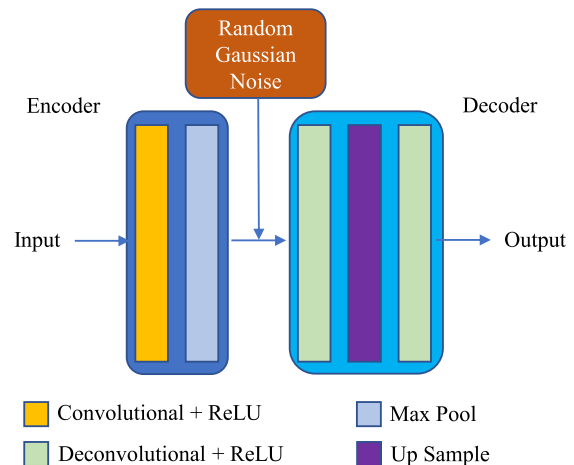 Random
Gaussian
Noise
Encoder
Decoder
Input
Output
Convolutional + ReLU
Max Pool
Deconvolutional + ReLU
Up Sample